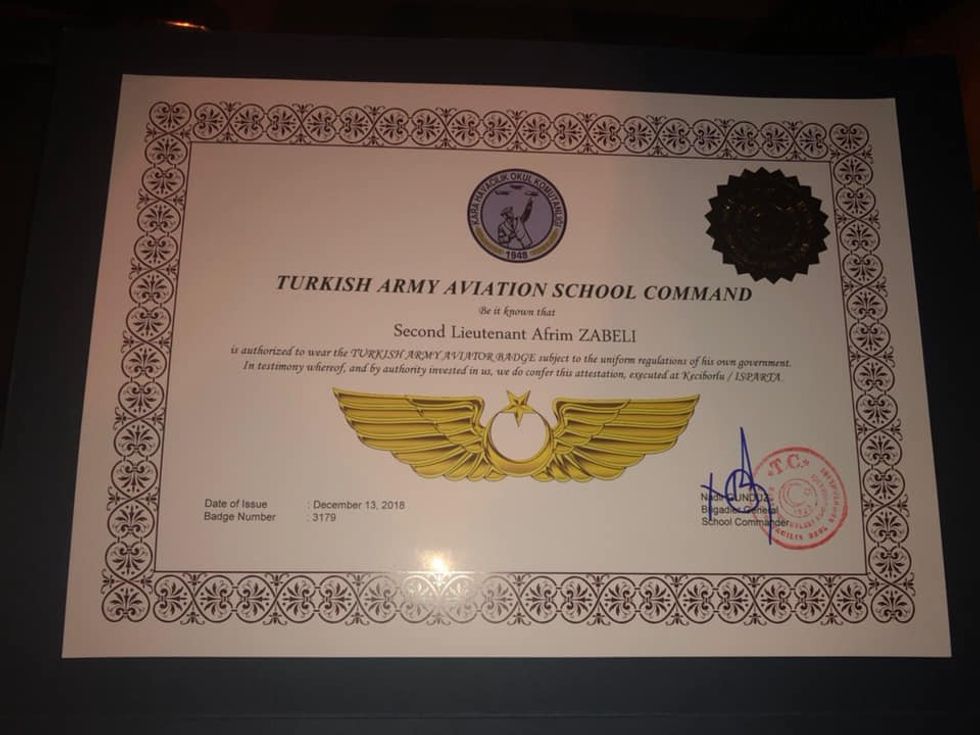 KARA HAVACILIK OKUL KOMUTANLIĞI
1948
TURKISH ARMY AVIATION SCHOOL COMMAND
Be it known that
Second Lieutenant Afrim ZABELI
is authorized to wear the TURKISH ARMY AVIATOR BADGE subject to the uniform regulations of his own government.
In testimony whereof, and by authority invested in us, we do confer this attestation, executed at Keciborlu / ISPARTA.
Date of Issue : December 13, 2018
Badge Number : 3179
Nadir GUNDUZ
Brigadier General
School Commander
T.C.